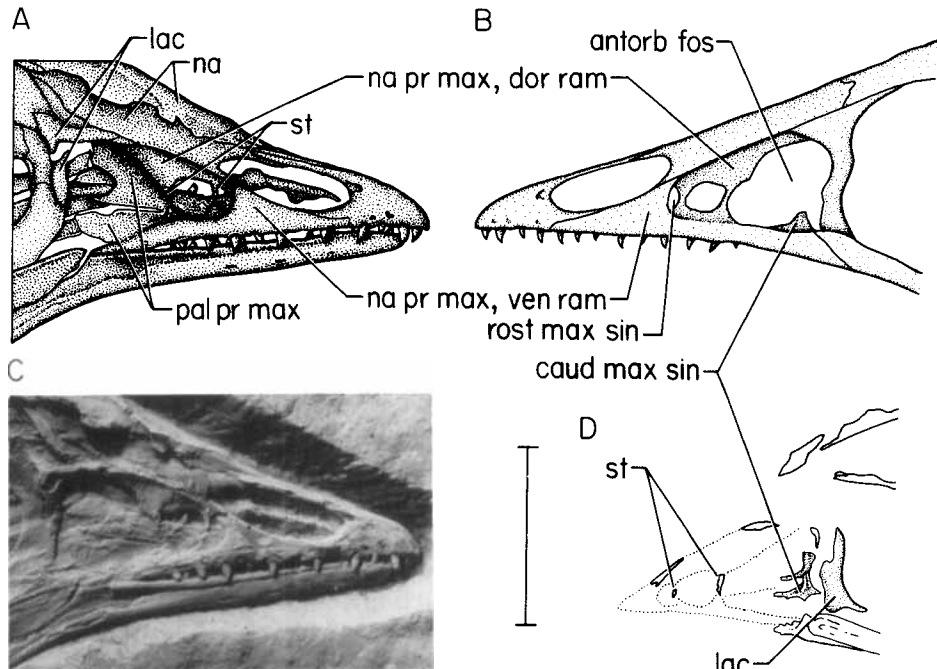 A
lac
na
na pr max, dor ram
st
B
antorb fos
pal pr max
na pr max, ven ram
rost max sin
caud max sin
C
D
st
lac